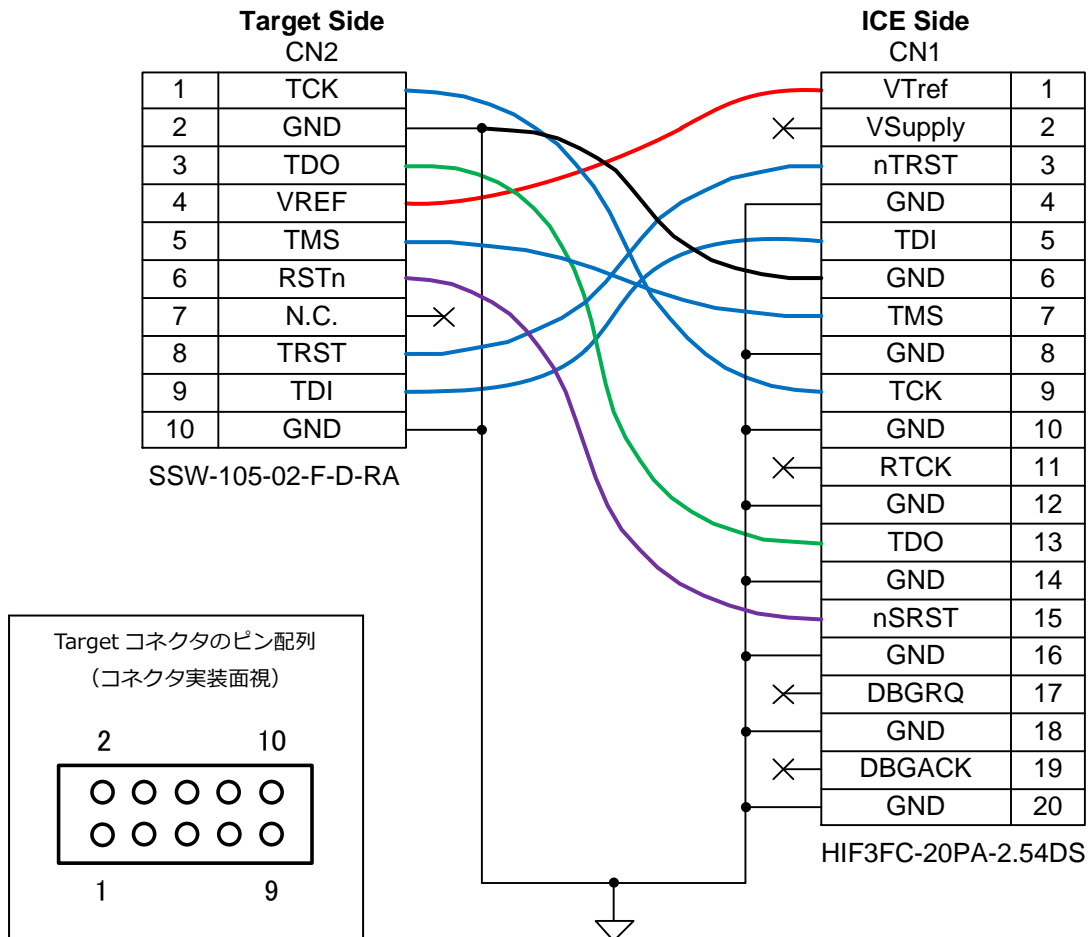 Target Side
CN2
1 TCK
2 GND
3 TDO
4 VREF
5 TMS
6 RSTn
7 N.C.
8 TRST
9 TDI
10 GND
SSW-105-02-F-D-RA
ICE Side
CN1
VTref 1
VSupply 2
nTRST 3
GND 4
TDI 5
GND 6
TMS 7
GND 8
TCK 9
GND 10
RTCK 11
GND 12
TDO 13
GND 14
nSRST 15
GND 16
DBGRQ 17
GND 18
DBGACK 19
GND 20
HIF3FC-20PA-2.54DS
Target コネクタのピン配列
（コネクタ実装面視）
2 10
1 9